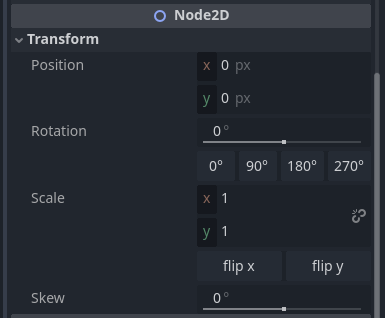 Node2D
Transform
Position
x 0 px
y 0 px
Rotation
0 °
0° 90° 180° 270°
Scale
x 1
y 1
flip x flip y
Skew
0 °